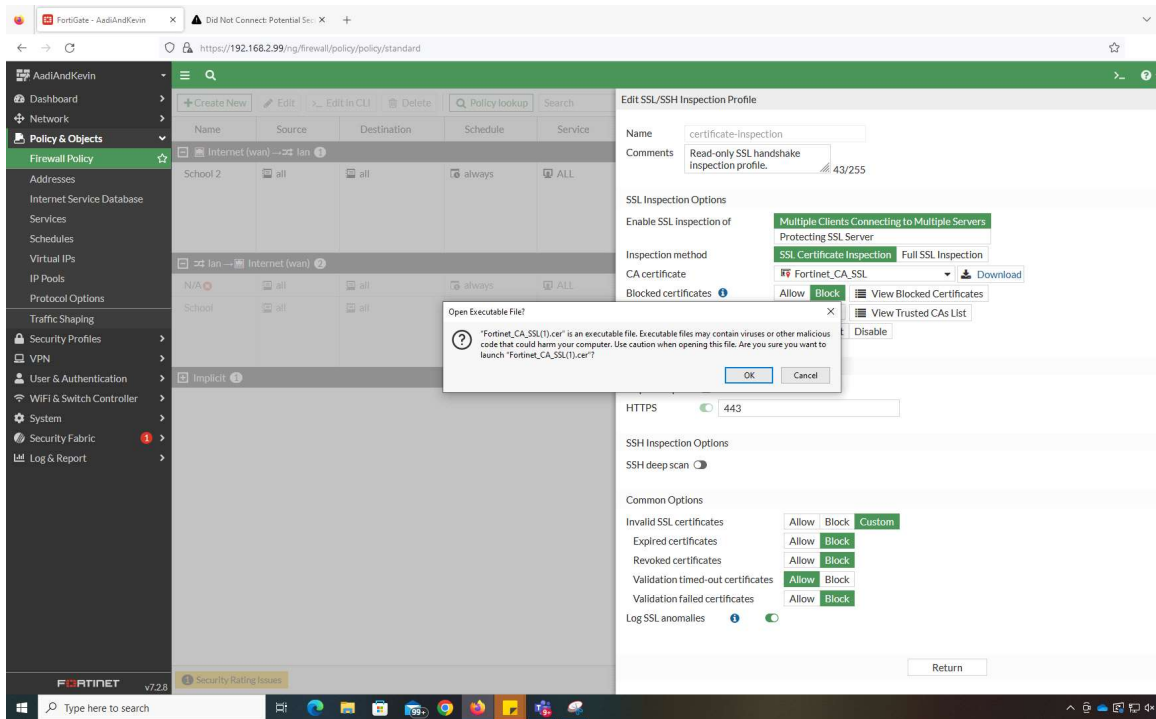 FortiGate - AadiAndKevin
Did Not Connect: Potential Sec
https://192.168.2.99/ng/firewall/policy/policy/standard
AadiAndKevin
Dashboard
Network
Policy & Objects
Firewall Policy
Addresses
Internet Service Database
Services
Schedules
Virtual IPs
IP Pools
Protocol Options
Traffic Shaping
Security Profiles
VPN
User & Authentication
WiFi & Switch Controller
System
Security Fabric 1
Log & Report
FORTINET v7.2.8
Create New Edit Edit in CLI Delete Policy lookup Search
Name Source Destination Schedule Service
Internet (wan) → lan 1
School 2 all all always ALL
lan → Internet (wan) 2
N/A all all always ALL
School all all
Implicit 1
1 Security Rating Issues
Edit SSL/SSH Inspection Profile
Name certificate-inspection
Comments Read-only SSL handshake
inspection profile. 43/255
SSL Inspection Options
Enable SSL inspection of Multiple Clients Connecting to Multiple Servers
Protecting SSL Server
Inspection method SSL Certificate Inspection Full SSL Inspection
CA certificate Fortinet_CA_SSL Download
Blocked certificates Allow Block View Blocked Certificates
View Trusted CAs List
Disable
HTTPS 443
SSH Inspection Options
SSH deep scan
Common Options
Invalid SSL certificates Allow Block Custom
Expired certificates Allow Block
Revoked certificates Allow Block
Validation timed-out certificates Allow Block
Validation failed certificates Allow Block
Log SSL anomalies
Return
Open Executable File?
"Fortinet_CA_SSL(1).cer" is an executable file. Executable files may contain viruses or other malicious
code that could harm your computer. Use caution when opening this file. Are you sure you want to
launch "Fortinet_CA_SSL(1).cer"?
OK Cancel
Type here to search
99+